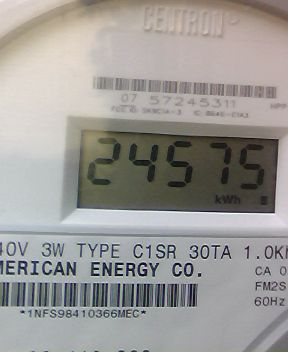 CENTRON
07 57245311
24575
kWh
40V 3W TYPE C1SR 30TA 1.0K
MERICAN ENERGY CO.
CA 0
FM2S
60Hz
*1NFS98410366MEC*